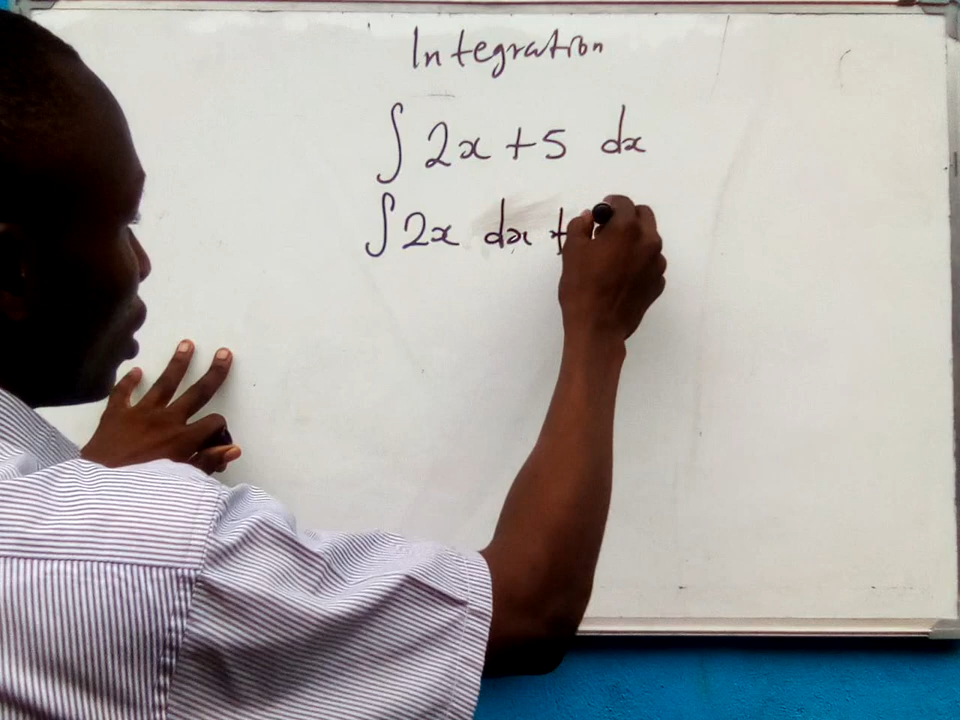 Integration
∫ 2x + 5 dx
∫ 2x dx +